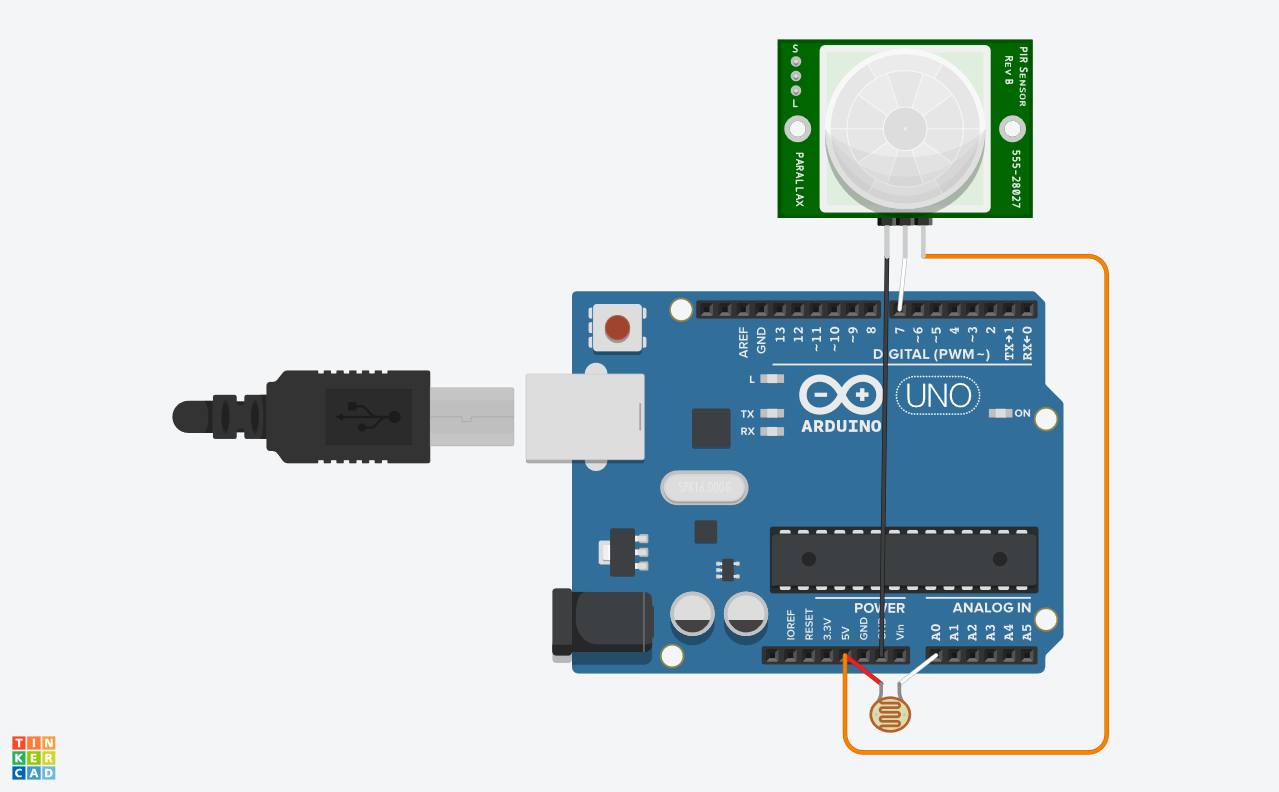 S
L
PARALLAX
PIR SENSOR
REV B
555-28027
AREF
GND
13
12
~11
~10
~9
8
7
~6
~5
4
~3
2
TX→1
RX←0
DIGITAL (PWM~)
L
TX
RX
ARDUINO
UNO
ON
SPK16.000G
POWER
ANALOG IN
IOREF
RESET
3.3V
5V
GND
GND
Vin
A0
A1
A2
A3
A4
A5
TIN
KER
CAD